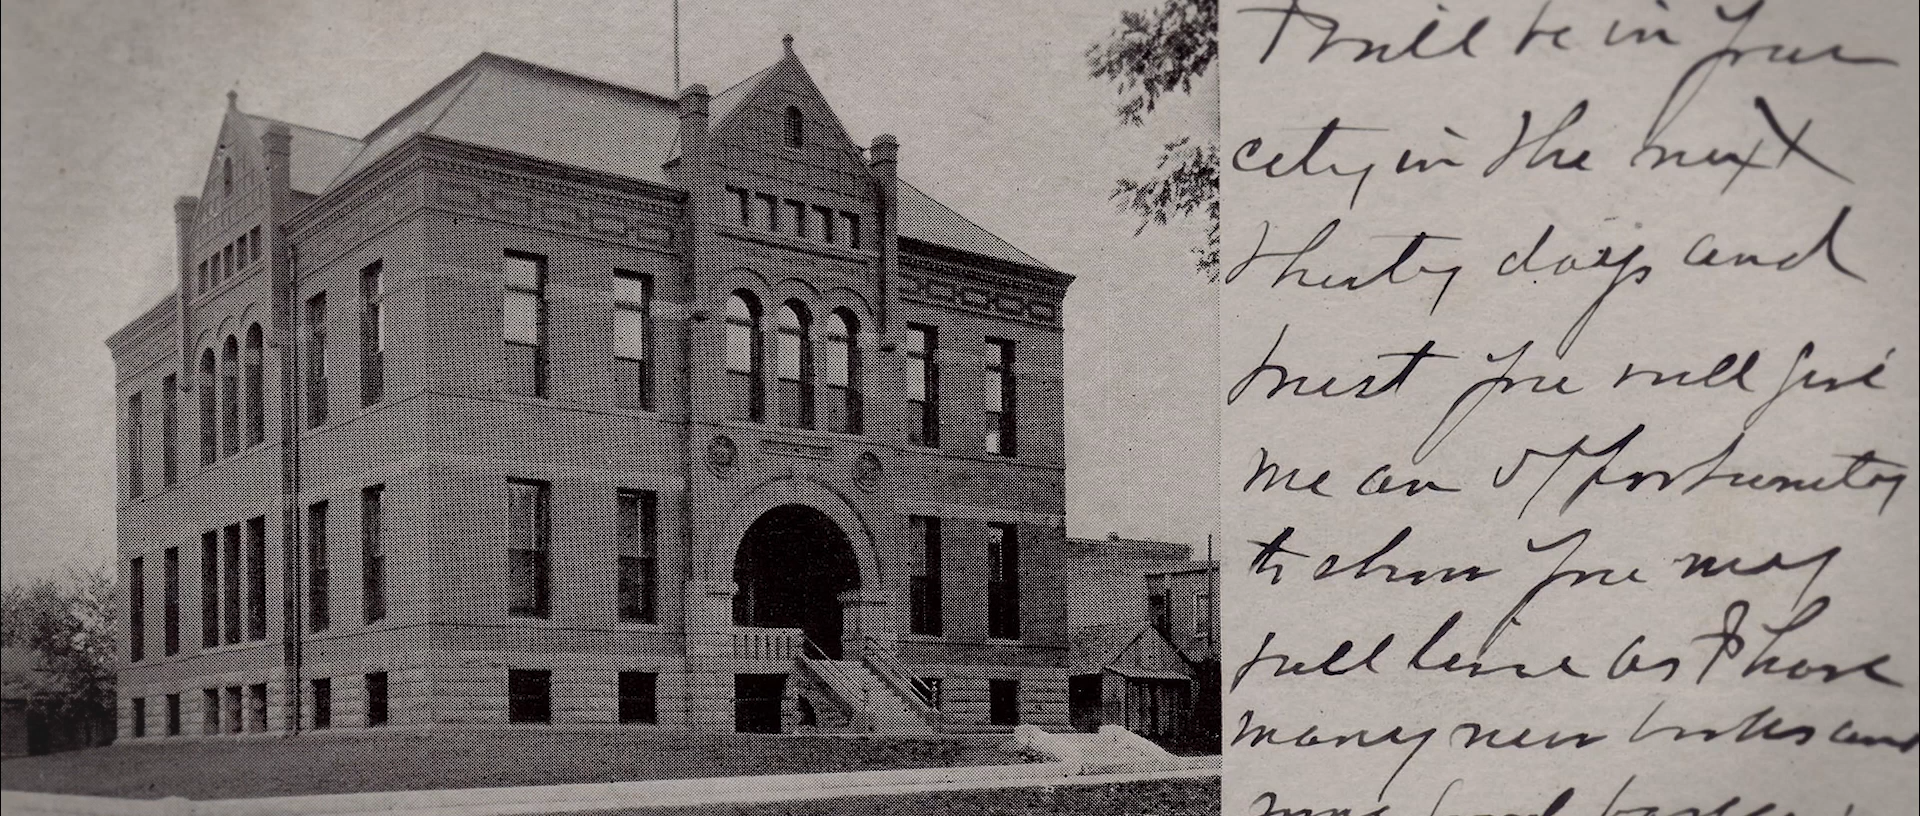 I will be in your
city in the next
thirty days and
trust you will give
me an opportunity
to show you my
full line as I have
many new books and